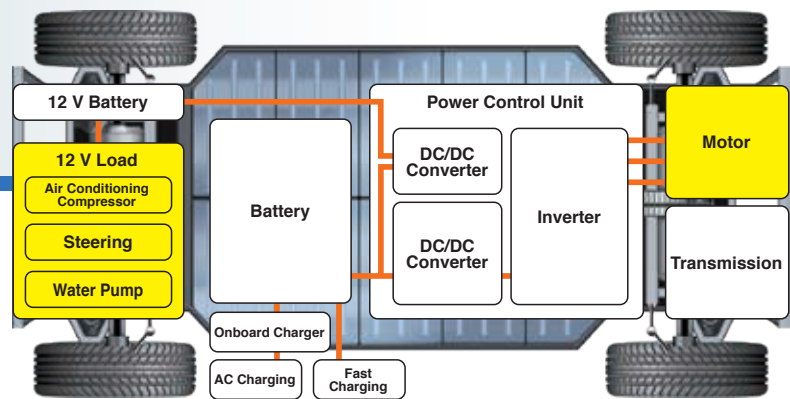 12 V Battery
12 V Load
Air Conditioning
Compressor
Steering
Water Pump
Battery
Onboard Charger
AC Charging
Fast
Charging
Power Control Unit
DC/DC
Converter
DC/DC
Converter
Inverter
Motor
Transmission